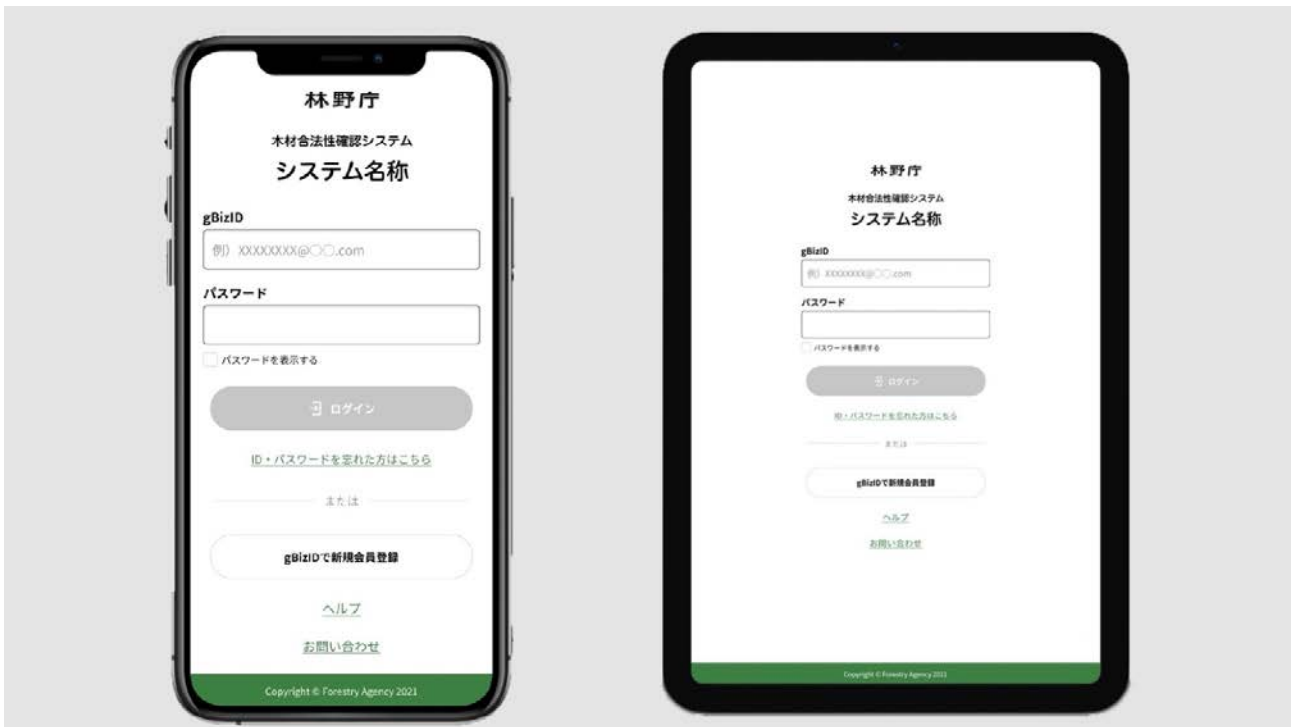 林野庁
木材合法性確認システム
システム名称
gBizID
例）XXXXXXXX@〇〇.com
パスワード
パスワードを表示する
ログイン
ID・パスワードを忘れた方はこちら
または
gBizIDで新規会員登録
ヘルプ
お問い合わせ
Copyright © Forestry Agency 2021
林野庁
木材合法性確認システム
システム名称
gBizID
例）XXXXXXXX@〇〇.com
パスワード
パスワードを表示する
ログイン
ID・パスワードを忘れた方はこちら
または
gBizIDで新規会員登録
ヘルプ
お問い合わせ
Copyright © Forestry Agency 2021